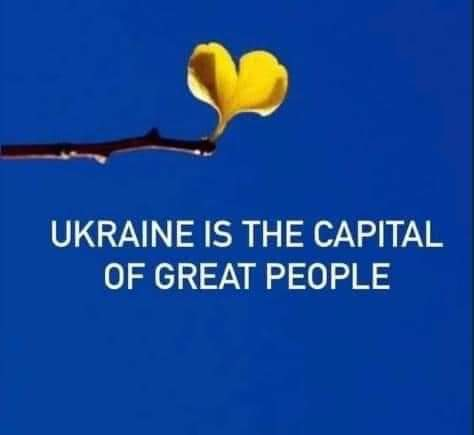 UKRAINE IS THE CAPITAL
OF GREAT PEOPLE